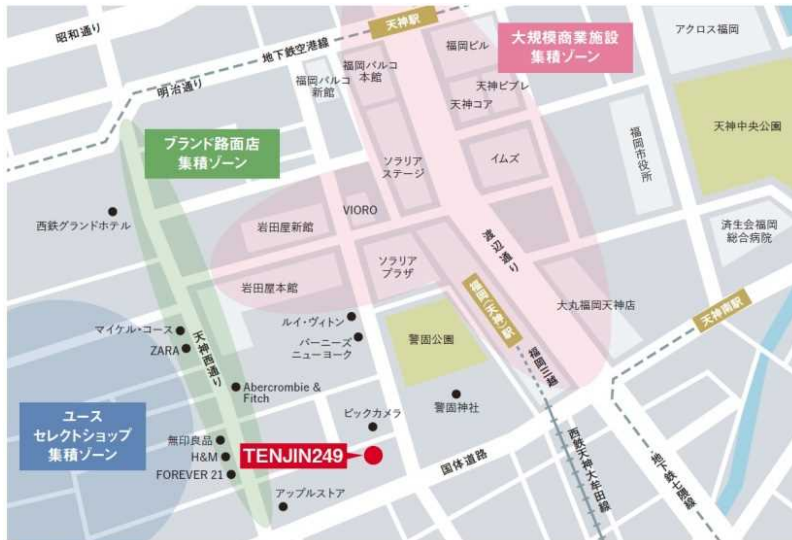 昭和通り
地下鉄空港線
天神駅
明治通り
福岡パルコ
新館
福岡パルコ
本館
福岡ビル
天神ビブレ
天神コア
大規模商業施設
集積ゾーン
アクロス福岡
天神中央公園
福岡市役所
ブランド路面店
集積ゾーン
ソラリア
ステージ
イムズ
西鉄グランドホテル
岩田屋新館
VIORO
渡辺通り
済生会福岡
総合病院
岩田屋本館
ソラリア
プラザ
福岡(天神)駅
大丸福岡天神店
天神南駅
ルイ・ヴィトン
バーニーズ
ニューヨーク
警固公園
福岡三越
マイケル・コース
ZARA
天神西通り
Abercrombie &
Fitch
ビックカメラ
警固神社
ユース
セレクトショップ
集積ゾーン
無印良品
H&M
FOREVER 21
TENJIN249
国体道路
西鉄天神大牟田線
地下鉄七隈線
アップルストア